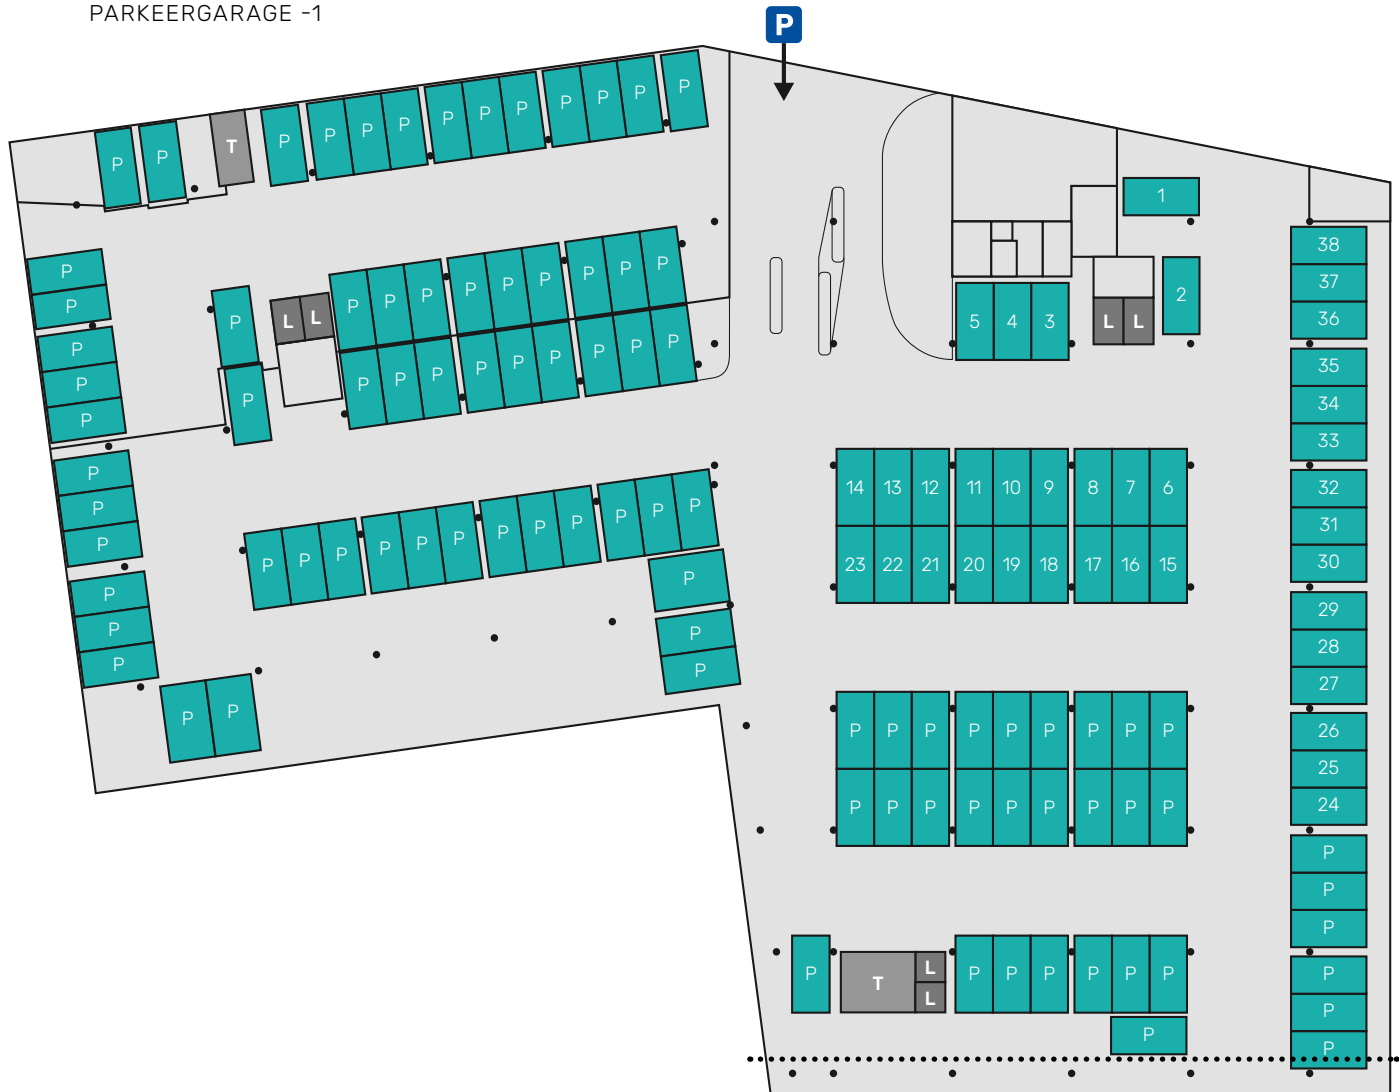 PARKEERGARAGE -1
P
P P T P P P P P P P P P P P
1
P P
38
37
36
P L L P P P P P P P P P
2
5 4 3 L L
P P P
35
34
33
P P P P P P P P P P
14 13 12 11 10 9 8 7 6
32
31
30
P P P
P P P P P P P P P P P P
23 22 21 20 19 18 17 16 15
P
29
28
27
P P P
P P
26
25
24
P P
P P P P P P P P P
P P P P P P P P P
P
P
P
P T L L P P P P P P
P
P
P
P